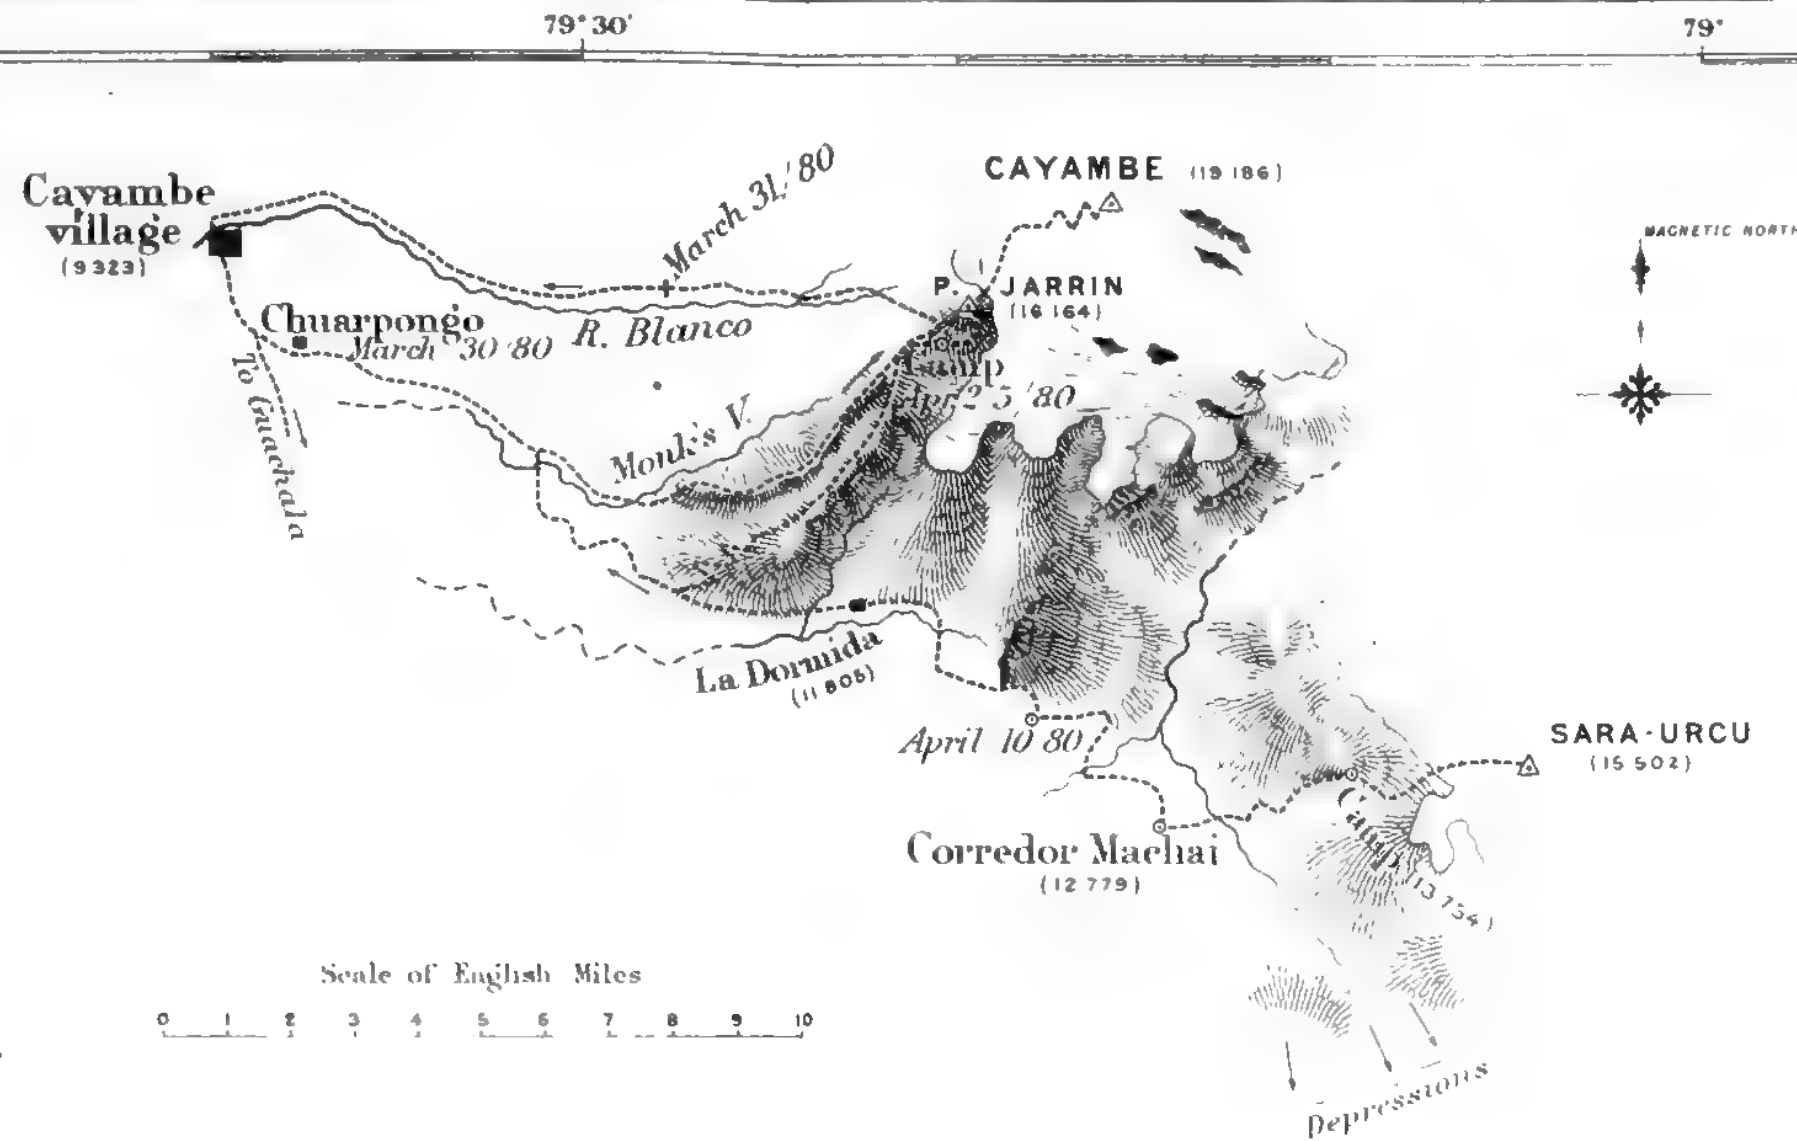 79° 30'
79°
CAYAMBE (19 186)
Cayambe
village
(9 323)
March 31, '80
MAGNETIC NORTH
P. JARRIN
(16 164)
Chuarpongo
March 30 '80
R. Blanco
Camp
Apr. 2-5, '80
To Guachala
Monk's V.
La Dormida
(11 805)
April 10 80
SARA-URCU
(15 502)
Corredor Machai
(12 779)
Camp (13 754)
Scale of English Miles
0 1 2 3 4 5 6 7 8 9 10
Depressions